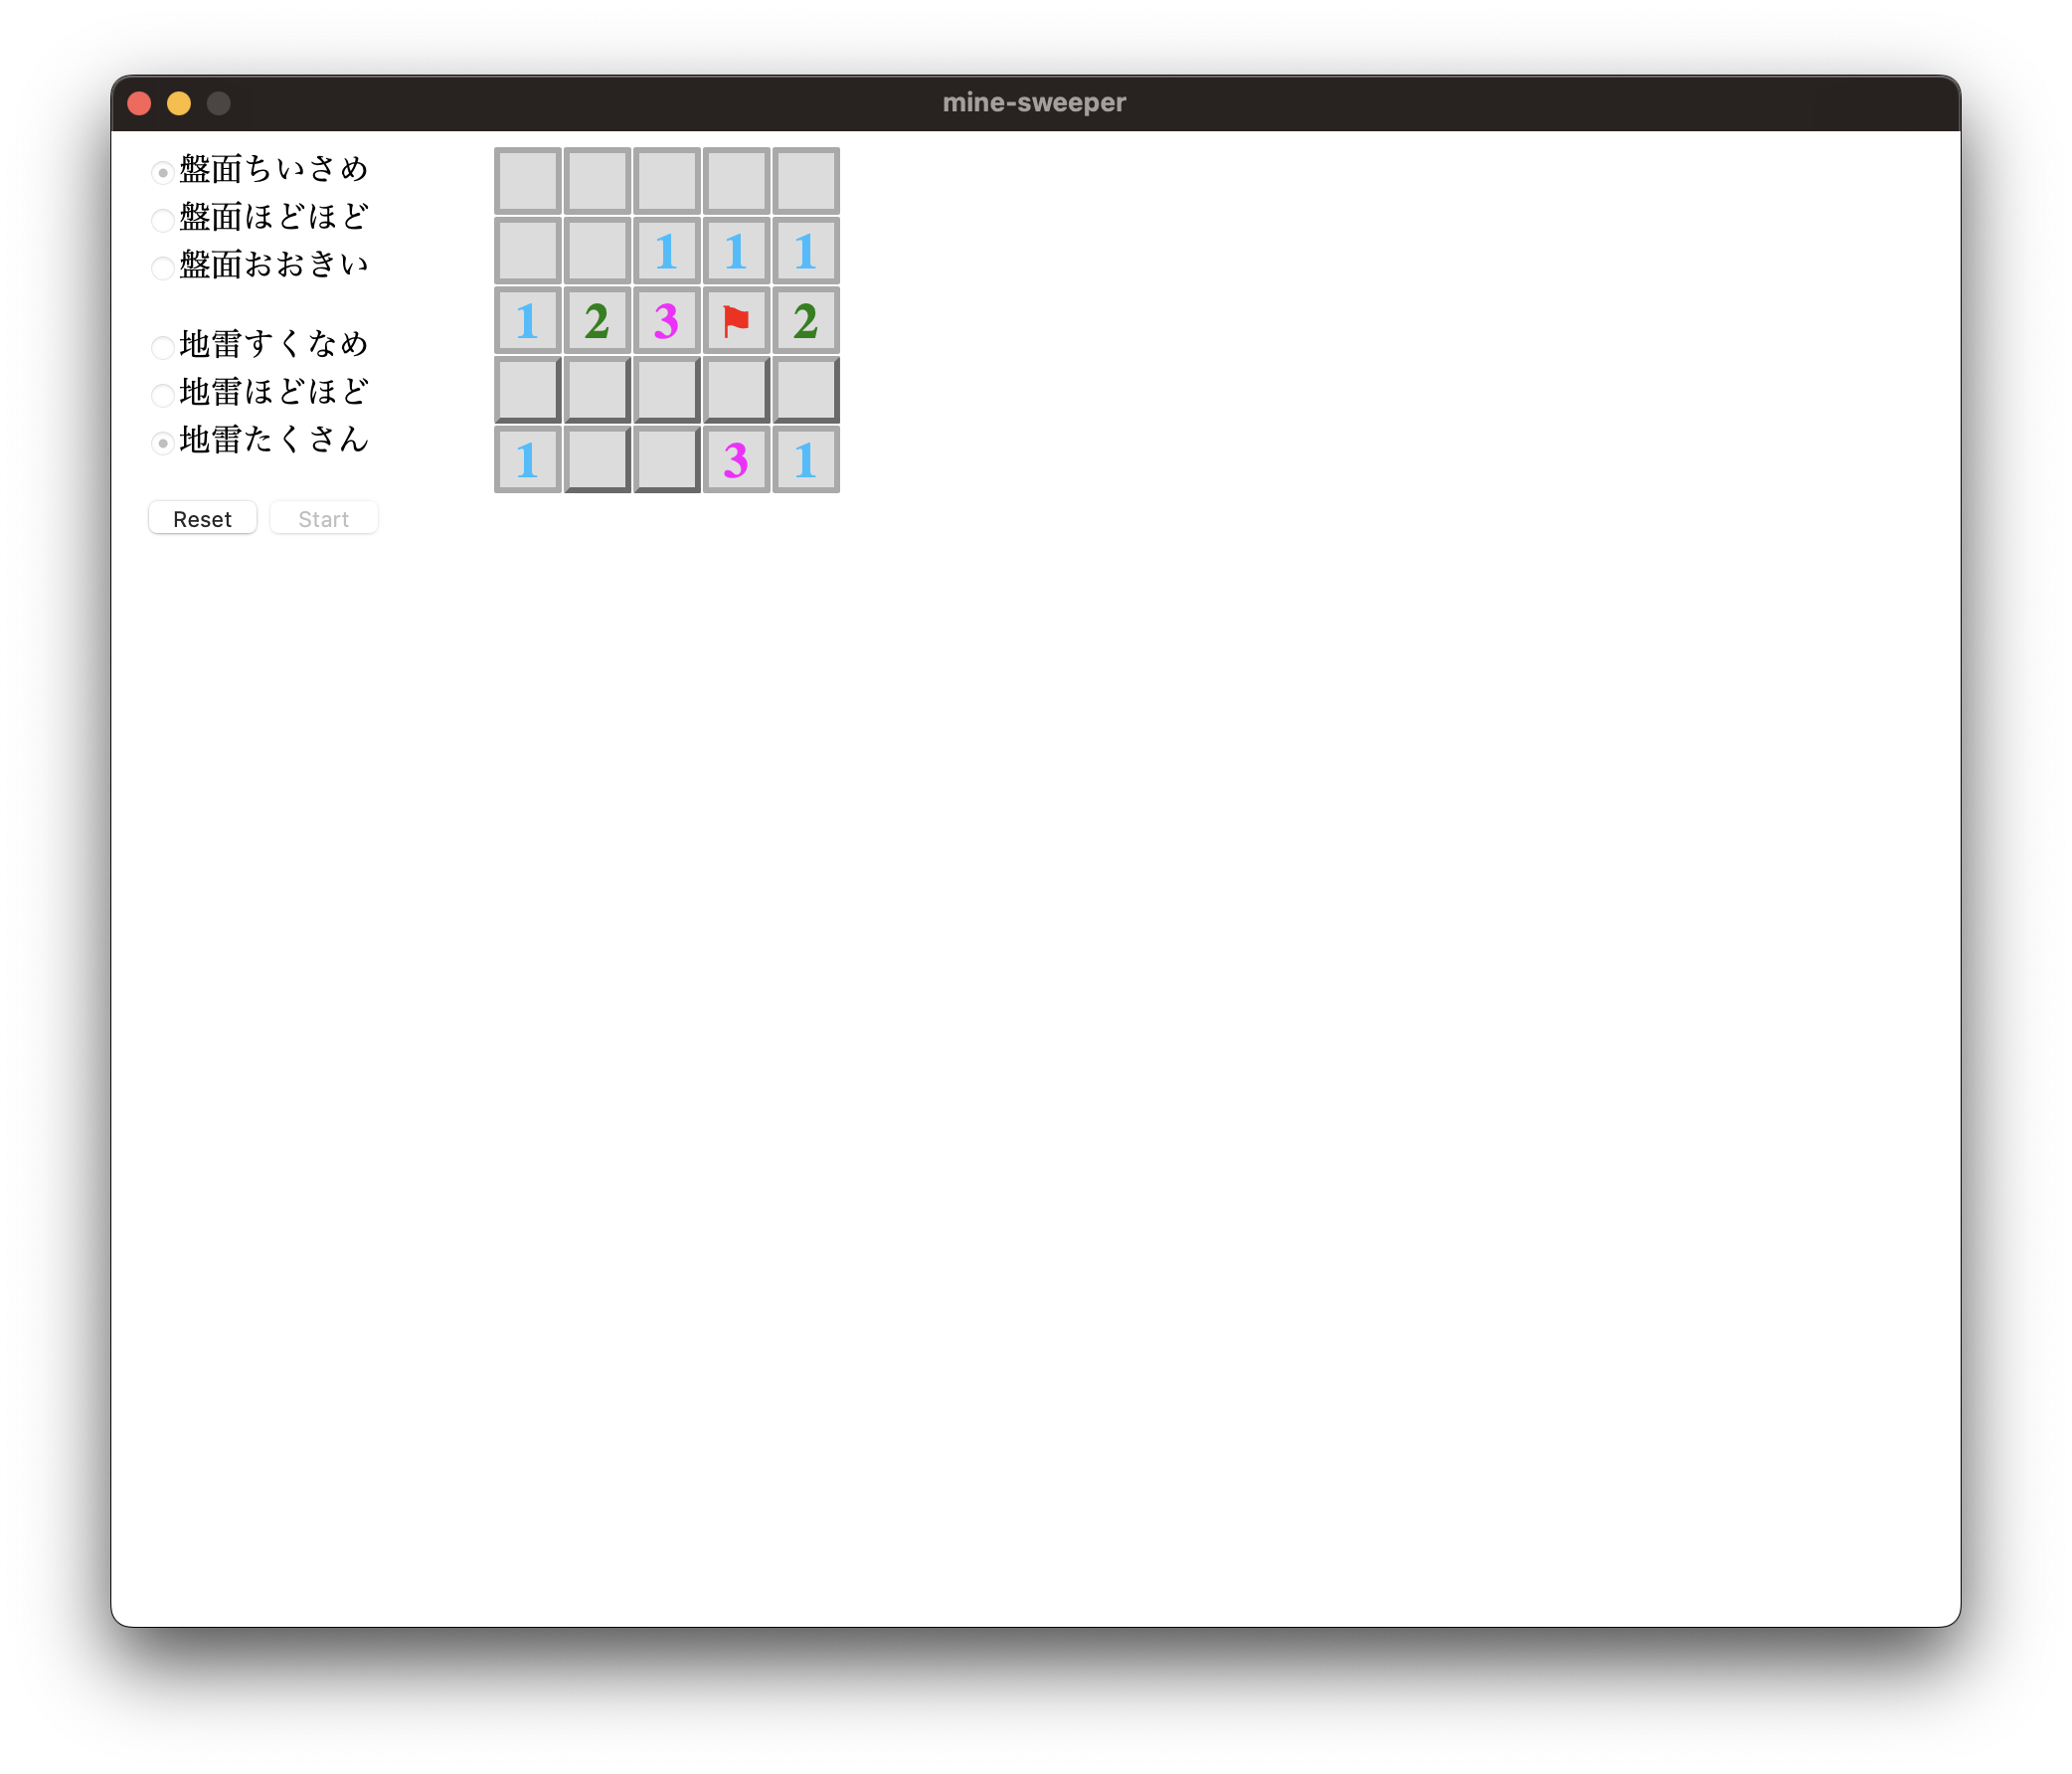 mine-sweeper
盤面ちいさめ
盤面ほどほど
盤面おおきい
地雷すくなめ
地雷ほどほど
地雷たくさん
Reset Start
1 1 1
1 2 3 2
1 3 1